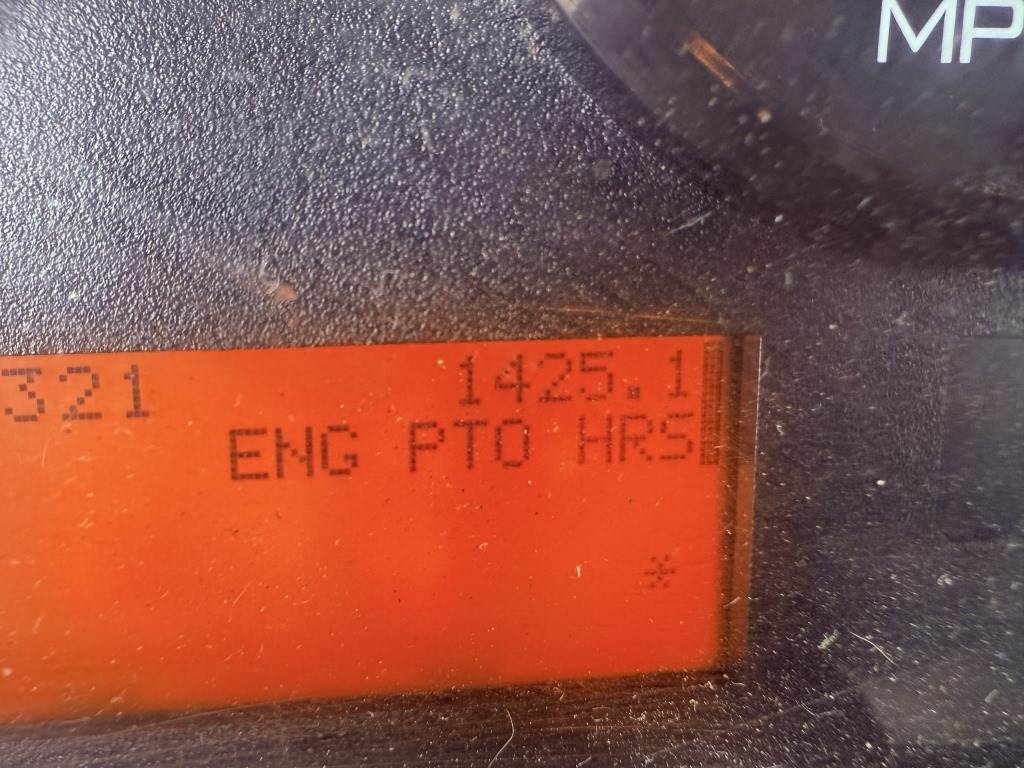 MP
321 1425.1
ENG PTO HRS
*